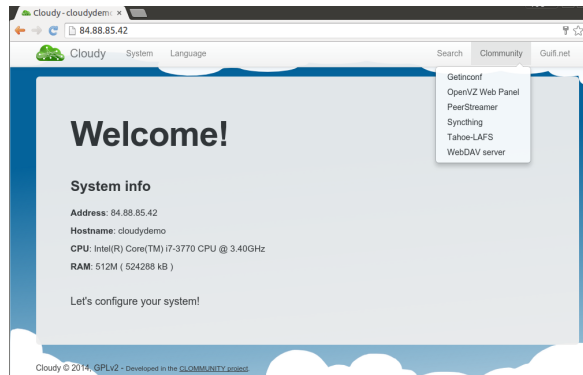 Cloudy - cloudydemo
84.88.85.42
Cloudy System Language Search Clommunity Guifi.net
Getinconf
OpenVZ Web Panel
PeerStreamer
Syncthing
Tahoe-LAFS
WebDAV server
Welcome!
System info
Address: 84.88.85.42
Hostname: cloudydemo
CPU: Intel(R) Core(TM) i7-3770 CPU @ 3.40GHz
RAM: 512M ( 524288 kB )
Let's configure your system!
Cloudy © 2014, GPLv2 - Developed in the CLOMMUNITY project.